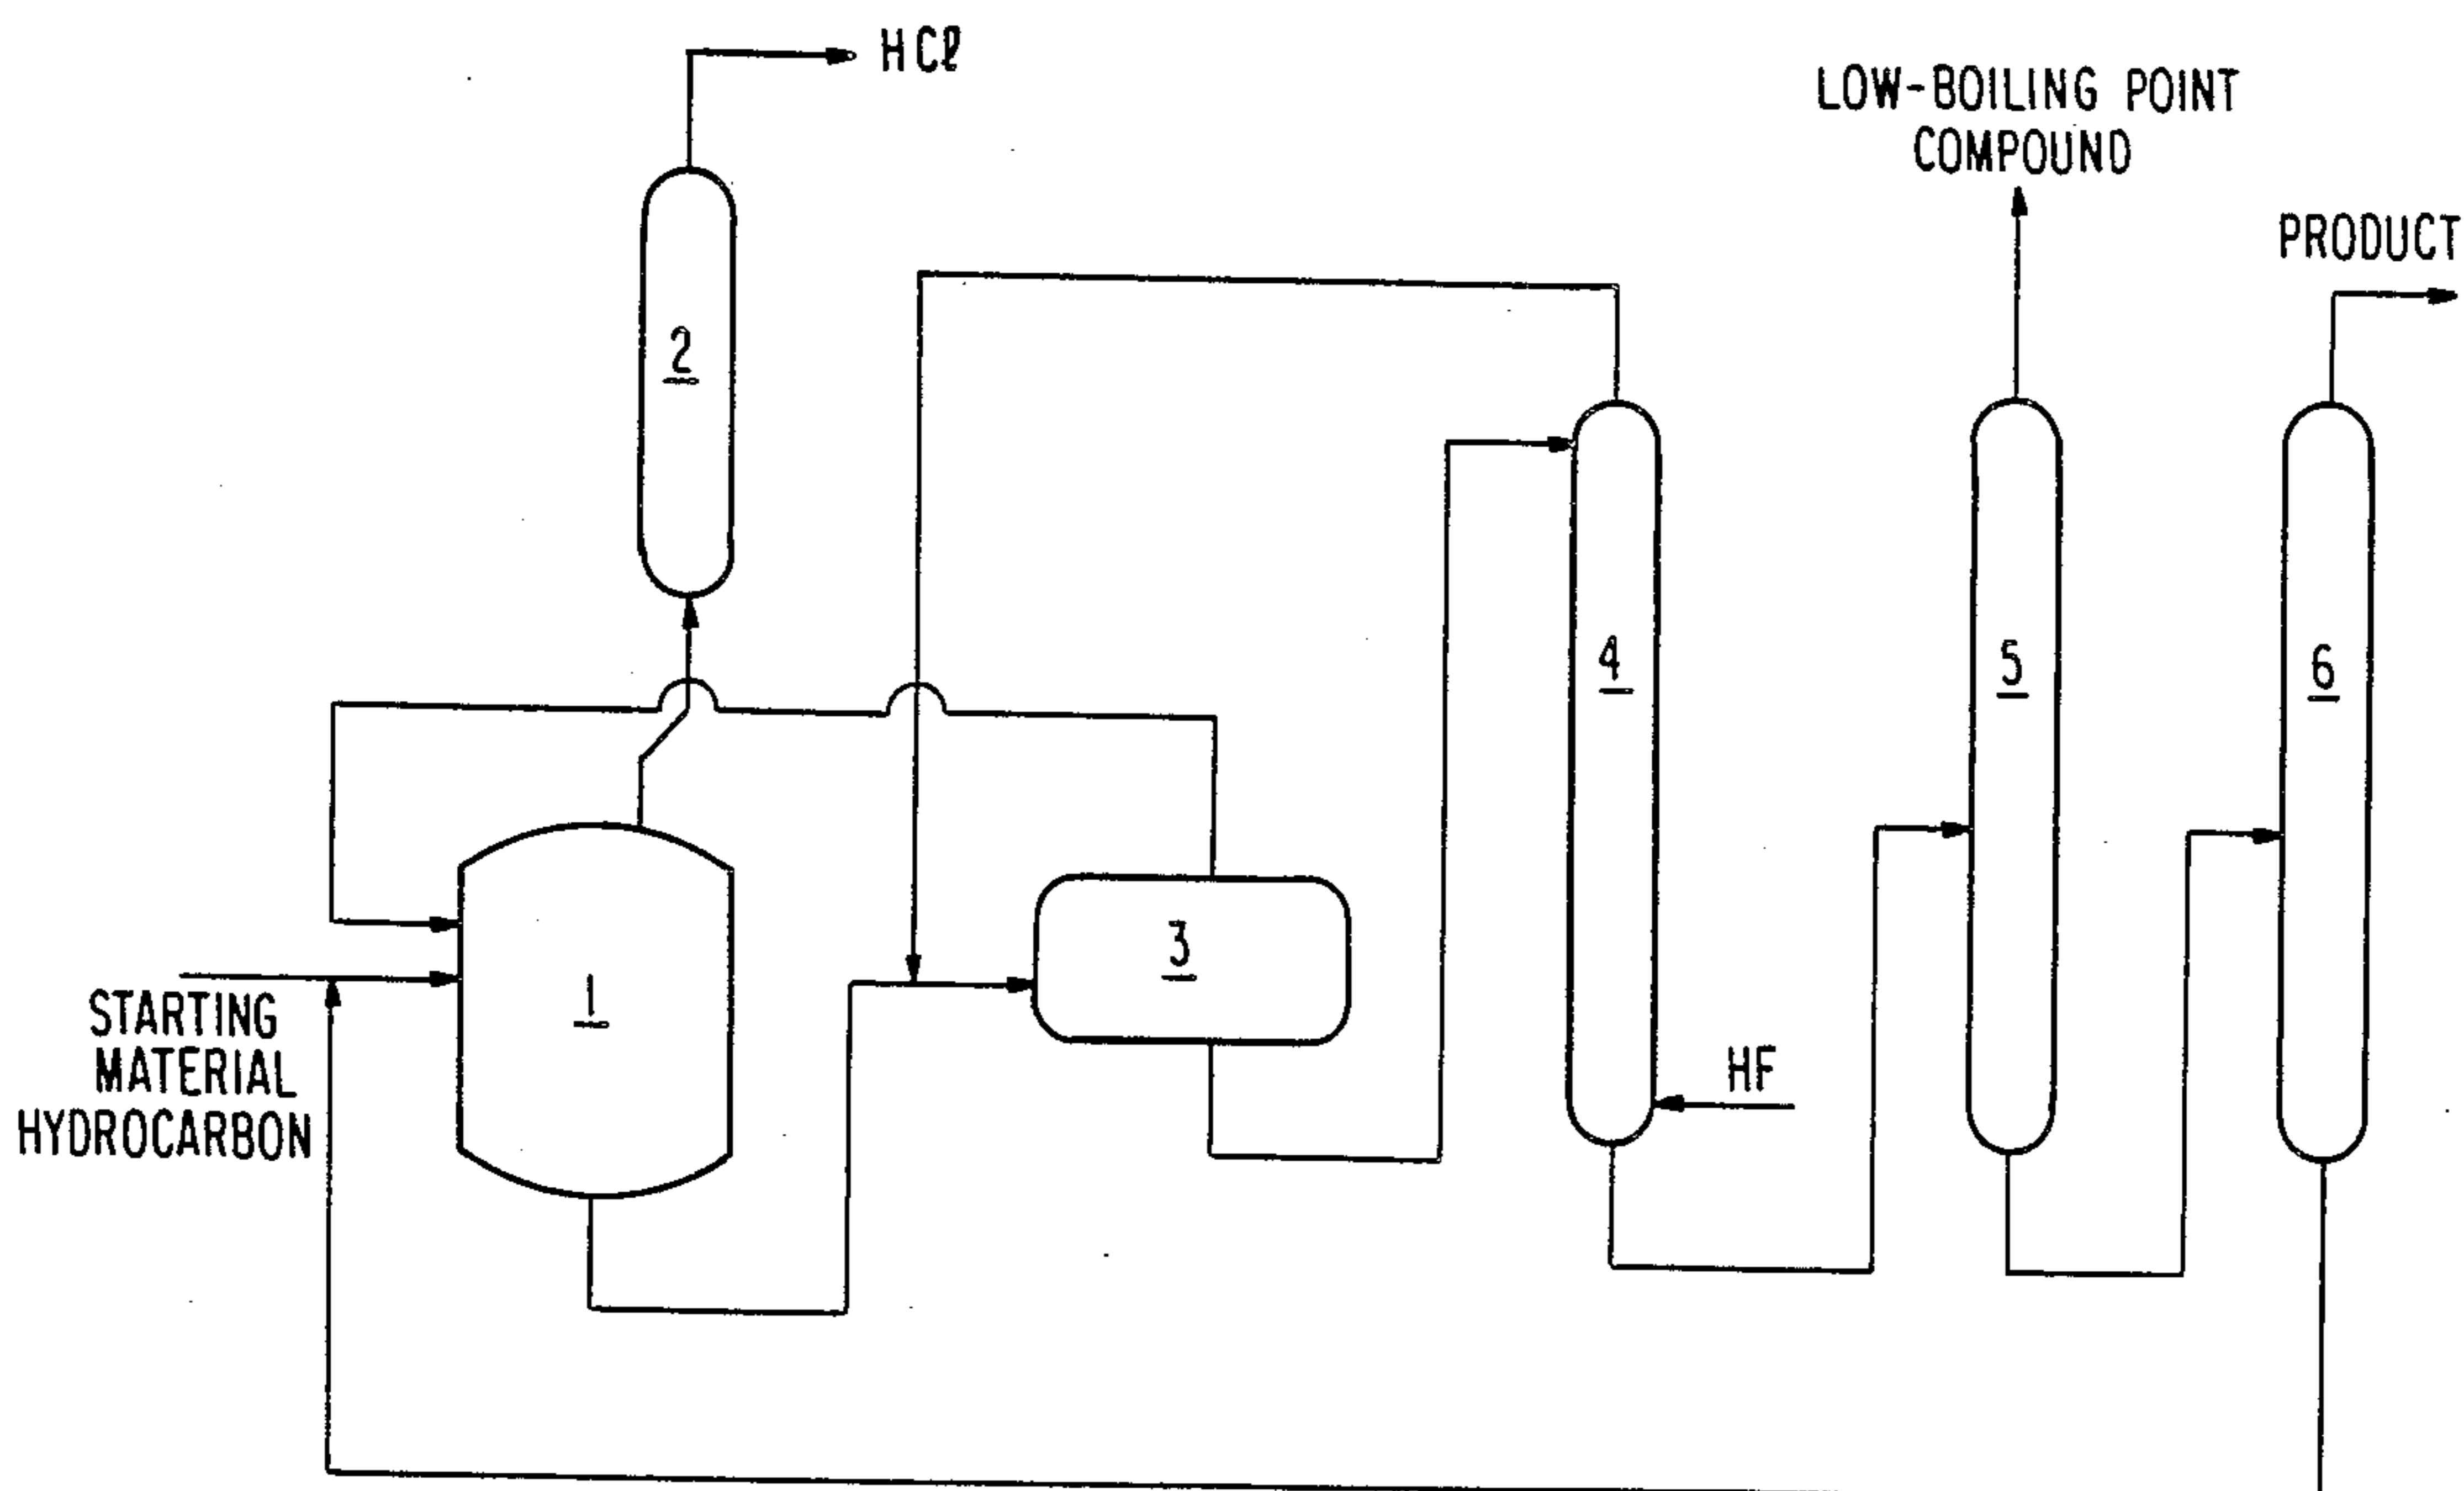 HCℓ
LOW-BOILING POINT
COMPOUND
PRODUCT
2
4
5
6
3
1
STARTING
MATERIAL
HYDROCARBON
HF